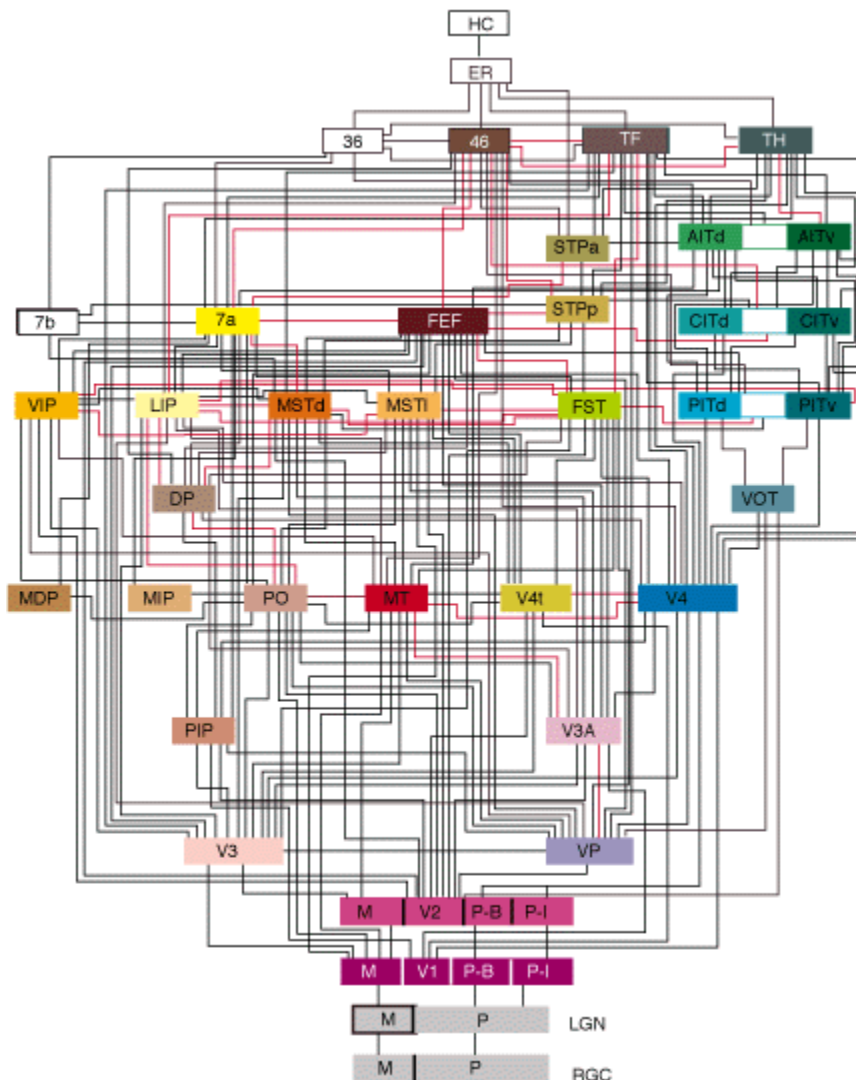 HC
ER
36 46 TF TH
STPa AITd AITv
7b 7a FEF STPp CITd CITv
VIP LIP MSTd MSTl FST PITd PITv
DP VOT
MDP MIP PO MT V4t V4
PIP V3A
V3 VP
M V2 P-B P-I
M V1 P-B P-I
M P LGN
M P RGC